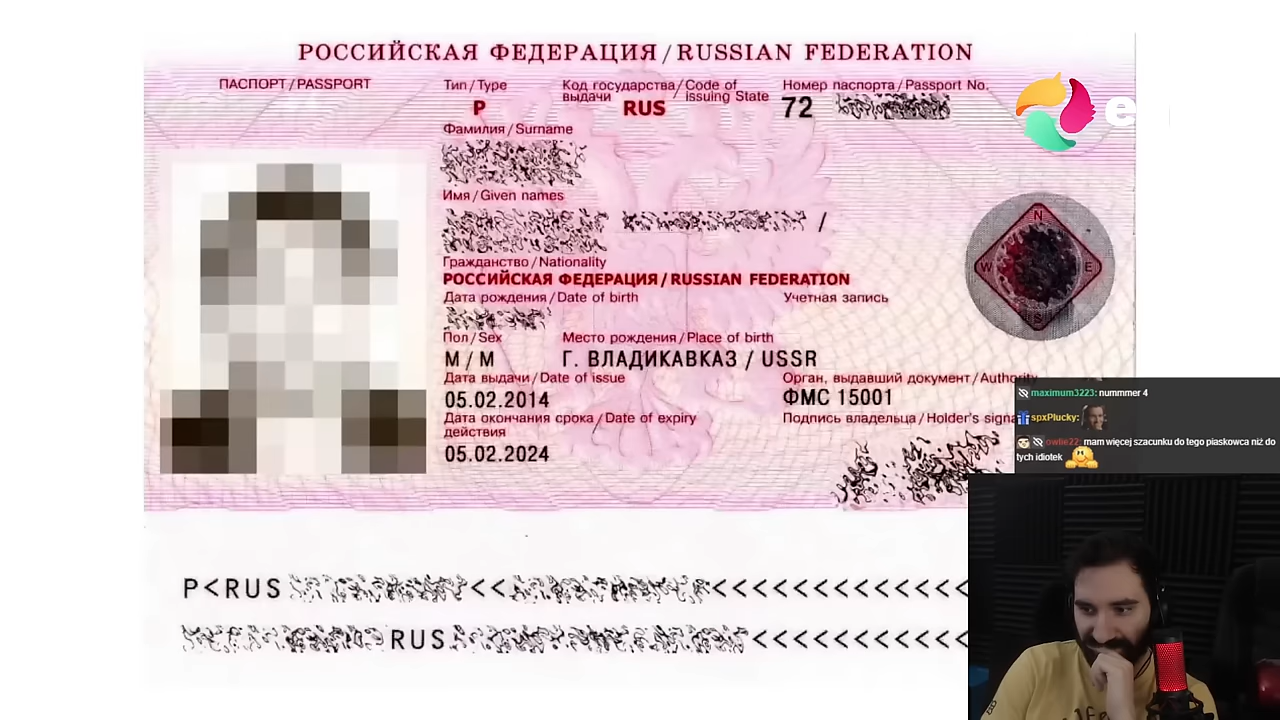 РОССИЙСКАЯ ФЕДЕРАЦИЯ / RUSSIAN FEDERATION
ПАСПОРТ / PASSPORT
Тип / Type
Код государства / Code of
выдачи issuing State
Номер паспорта / Passport No.
P
RUS
72
Фамилия / Surname
Имя / Given names
/
Гражданство / Nationality
РОССИЙСКАЯ ФЕДЕРАЦИЯ / RUSSIAN FEDERATION
Дата рождения / Date of birth
Учетная запись
Пол / Sex
Место рождения / Place of birth
М / M
Г. ВЛАДИКАВКАЗ / USSR
Дата выдачи / Date of issue
Орган, выдавший документ / Authority
05.02.2014
ФМС 15001
Дата окончания срока / Date of expiry
действия
Подпись владельца / Holder's signa
05.02.2024
P<RUS <<<<<<<<<<<<<<<
RUS <<<<<<<<<<<
N
W
E
S
e
maximum3223: nummmer 4
spxPlucky:
owlie22: mam więcej szacunku do tego piaskowca niż do
tych idiotek